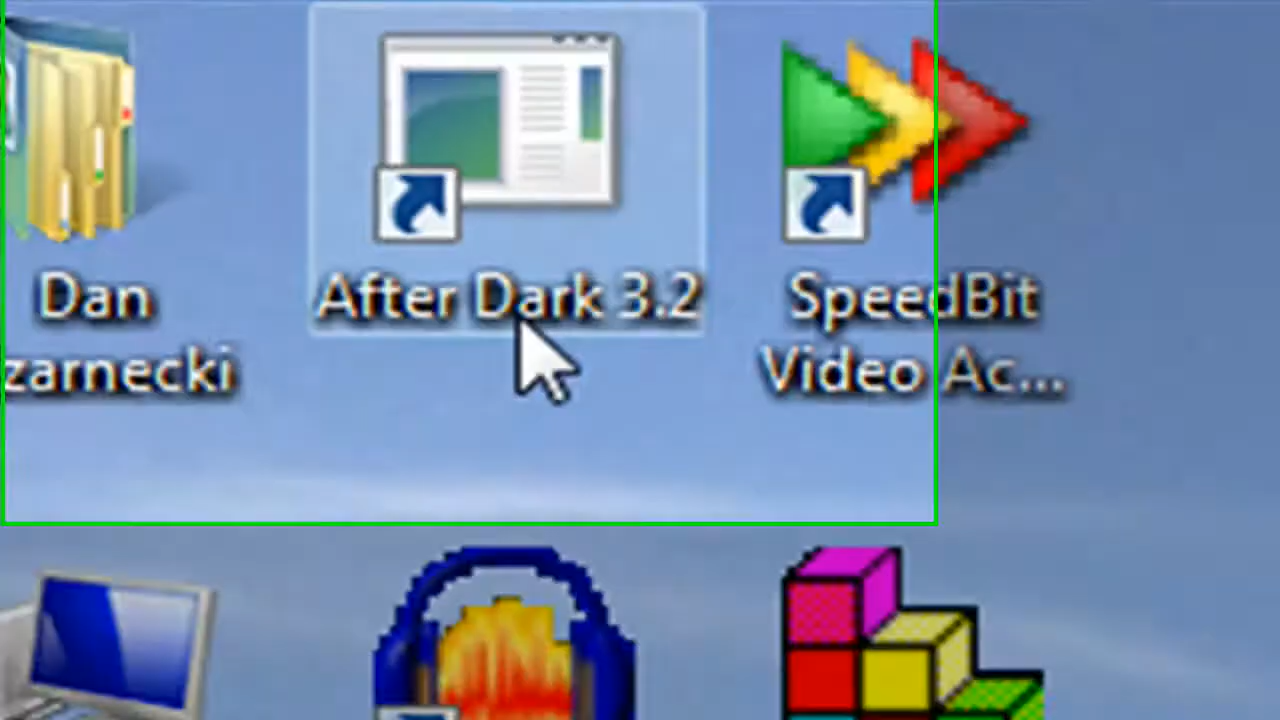 Dan
zarnecki
After Dark 3.2
SpeedBit
Video Ac...